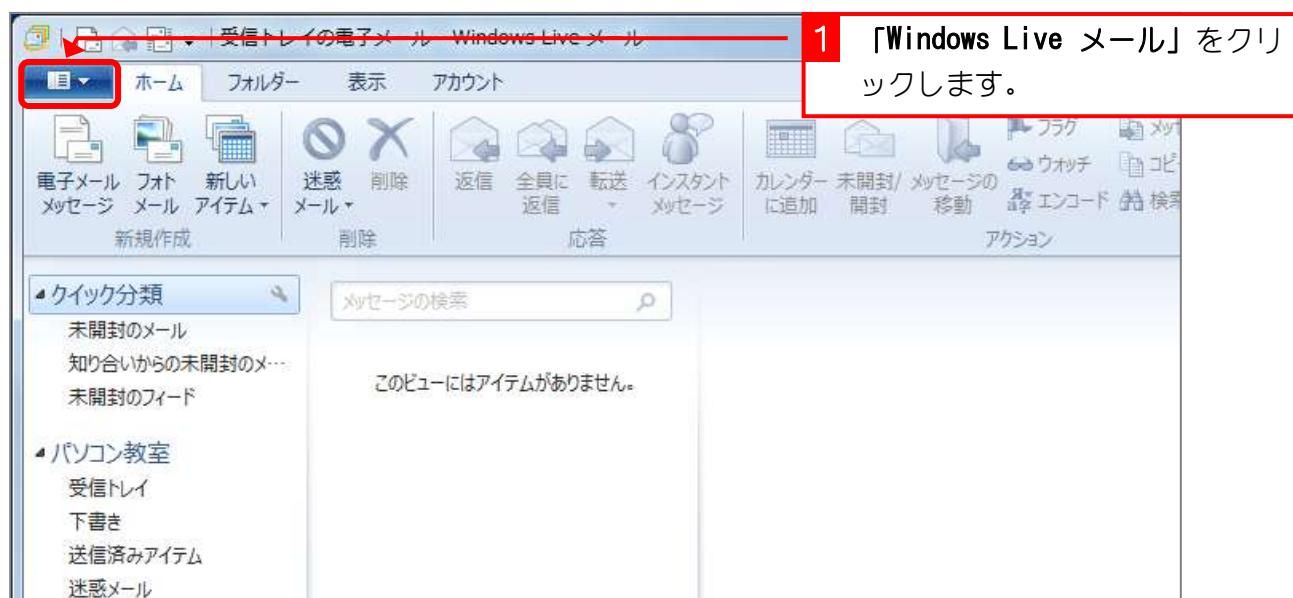 受信トレイの電子メール - Windows Live メール
1 「Windows Live メール」をクリ
ックします。
ホーム フォルダー 表示 アカウント
電子メール メッセージ
フォト メール
新しい アイテム
迷惑 メール
削除
返信
全員に 返信
転送
インスタント メッセージ
カレンダー に追加
未開封/ 開封
メッセージの 移動
フラグ
ウォッチ
エンコード
コピ
検索
新規作成 削除 応答 アクション
クイック分類
メッセージの検索
未開封のメール
知り合いからの未開封のメ…
未開封のフィード
このビューにはアイテムがありません。
パソコン教室
受信トレイ
下書き
送信済みアイテム
迷惑メール